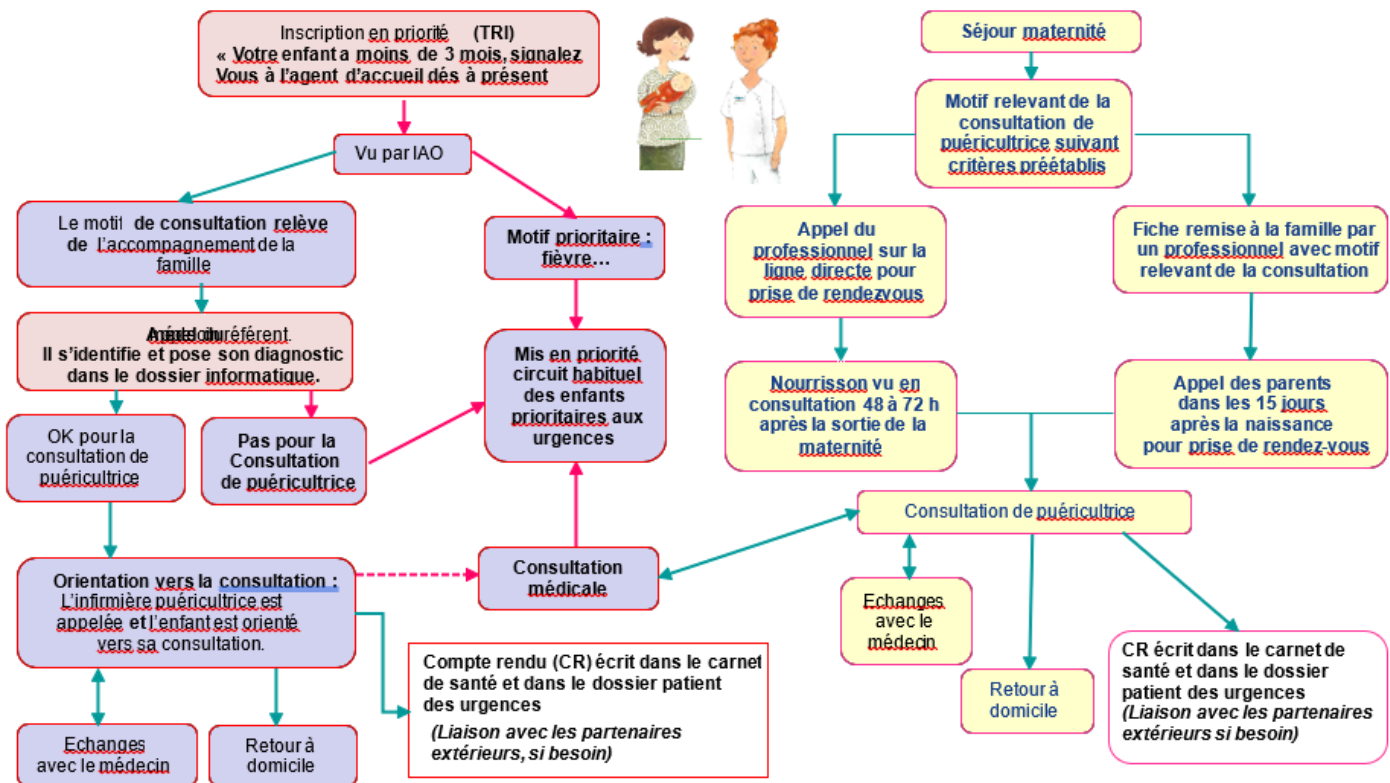 Inscription en priorité (TRI)
« Votre enfant a moins de 3 mois, signalez
Vous à l'agent d'accueil dés à présent
Vu par IAO
Le motif de consultation relève
de l'accompagnement de la
famille
Motif prioritaire :
fièvre…
référent.
Il s'identifie et pose son diagnostic
dans le dossier informatique.
Mis en priorité
circuit habituel
des enfants
prioritaires aux
urgences
OK pour la
consultation de
puéricultrice
Pas pour la
Consultation
de puéricultrice
Orientation vers la consultation :
L'infirmière puéricultrice est
appelée et l'enfant est orienté
vers sa consultation.
Consultation
médicale
Compte rendu (CR) écrit dans le carnet
de santé et dans le dossier patient
des urgences
(Liaison avec les partenaires
extérieurs, si besoin)
Echanges
avec le médecin
Retour à
domicile
Séjour maternité
Motif relevant de la
consultation de
puéricultrice suivant
critères préétablis
Appel du
professionnel sur la
ligne directe pour
prise de rendezvous
Fiche remise à la famille par
un professionnel avec motif
relevant de la consultation
Nourrisson vu en
consultation 48 à 72 h
après la sortie de la
maternité
Appel des parents
dans les 15 jours
après la naissance
pour prise de rendez-vous
Consultation de puéricultrice
Echanges
avec le
médecin
Retour à
domicile
CR écrit dans le carnet de
santé et dans le dossier
patient des urgences
(Liaison avec les partenaires
extérieurs si besoin)